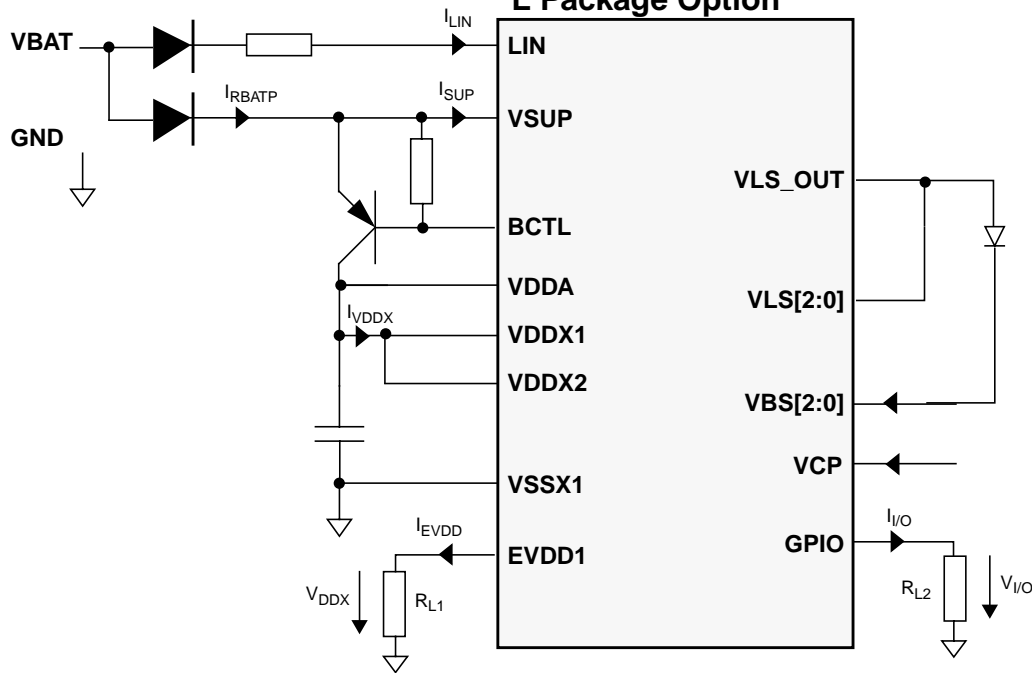 L Package Option
VBAT
I_LIN
LIN
I_RBATP
I_SUP
VSUP
GND
VLS_OUT
BCTL
VDDA
VLS[2:0]
I_VDDX
VDDX1
VDDX2
VBS[2:0]
VCP
VSSX1
I_EVDD
EVDD1
I_I/O
GPIO
V_DDX
R_L1
R_L2
V_I/O